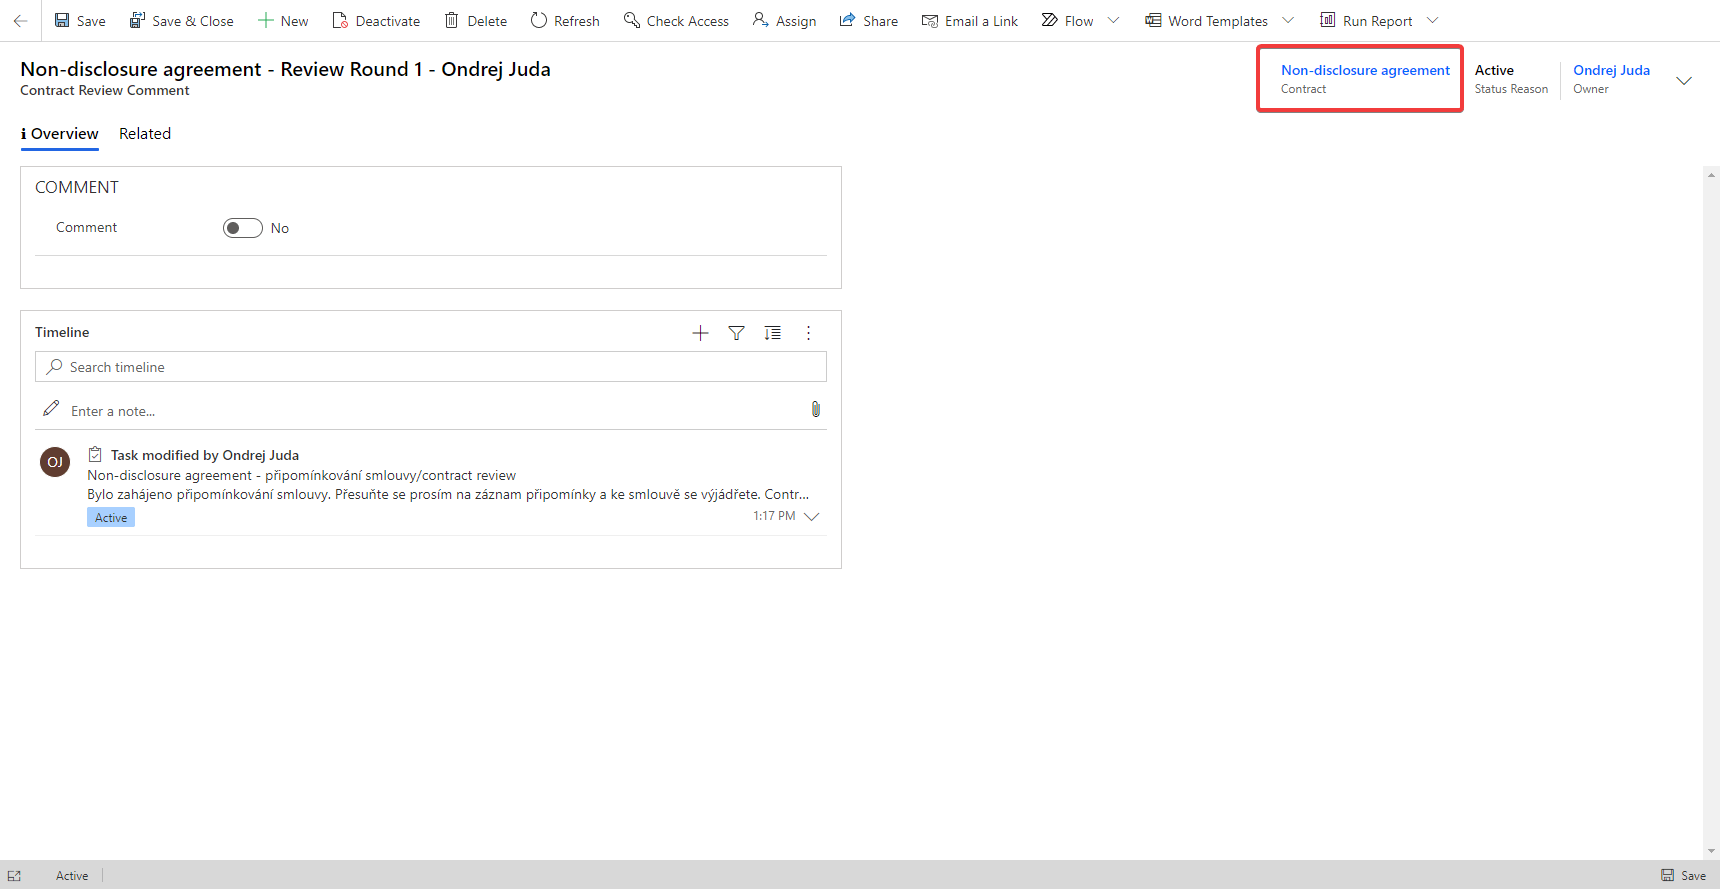 Save Save & Close New Deactivate Delete Refresh Check Access Assign Share Email a Link Flow Word Templates Run Report
Non-disclosure agreement - Review Round 1 - Ondrej Juda
Contract Review Comment
Non-disclosure agreement
Contract
Active
Status Reason
Ondrej Juda
Owner
Overview Related
COMMENT
Comment No
Timeline
Search timeline
Enter a note...
OJ
Task modified by Ondrej Juda
Non-disclosure agreement - připomínkování smlouvy/contract review
Bylo zahájeno připomínkování smlouvy. Přesuňte se prosím na záznam připomínky a ke smlouvě se výjádřete. Contr...
Active
1:17 PM
Active
Save